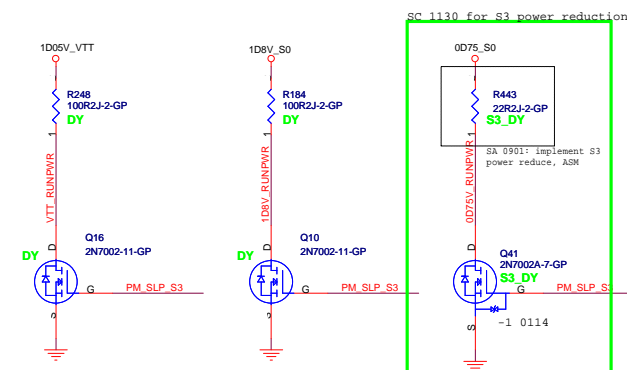 SC 1130 for S3 power reduction
1D05V_VTT
1D8V_S0
0D75_S0
R248
100R2J-2-GP
DY
R184
100R2J-2-GP
DY
R443
22R2J-2-GP
S3_DY
1
1
1
SA 0901: implement S3
power reduce, ASM
VTT_RUNPWR
1D8V_RUNPWR
0D75V_RUNPWR
Q16
2N7002-11-GP
DY
D
G
S
PM_SLP_S3
Q10
2N7002-11-GP
DY
D
G
S
PM_SLP_S3
Q41
2N7002A-7-GP
S3_DY
D
G
S
PM_SLP_S3
-1 0114